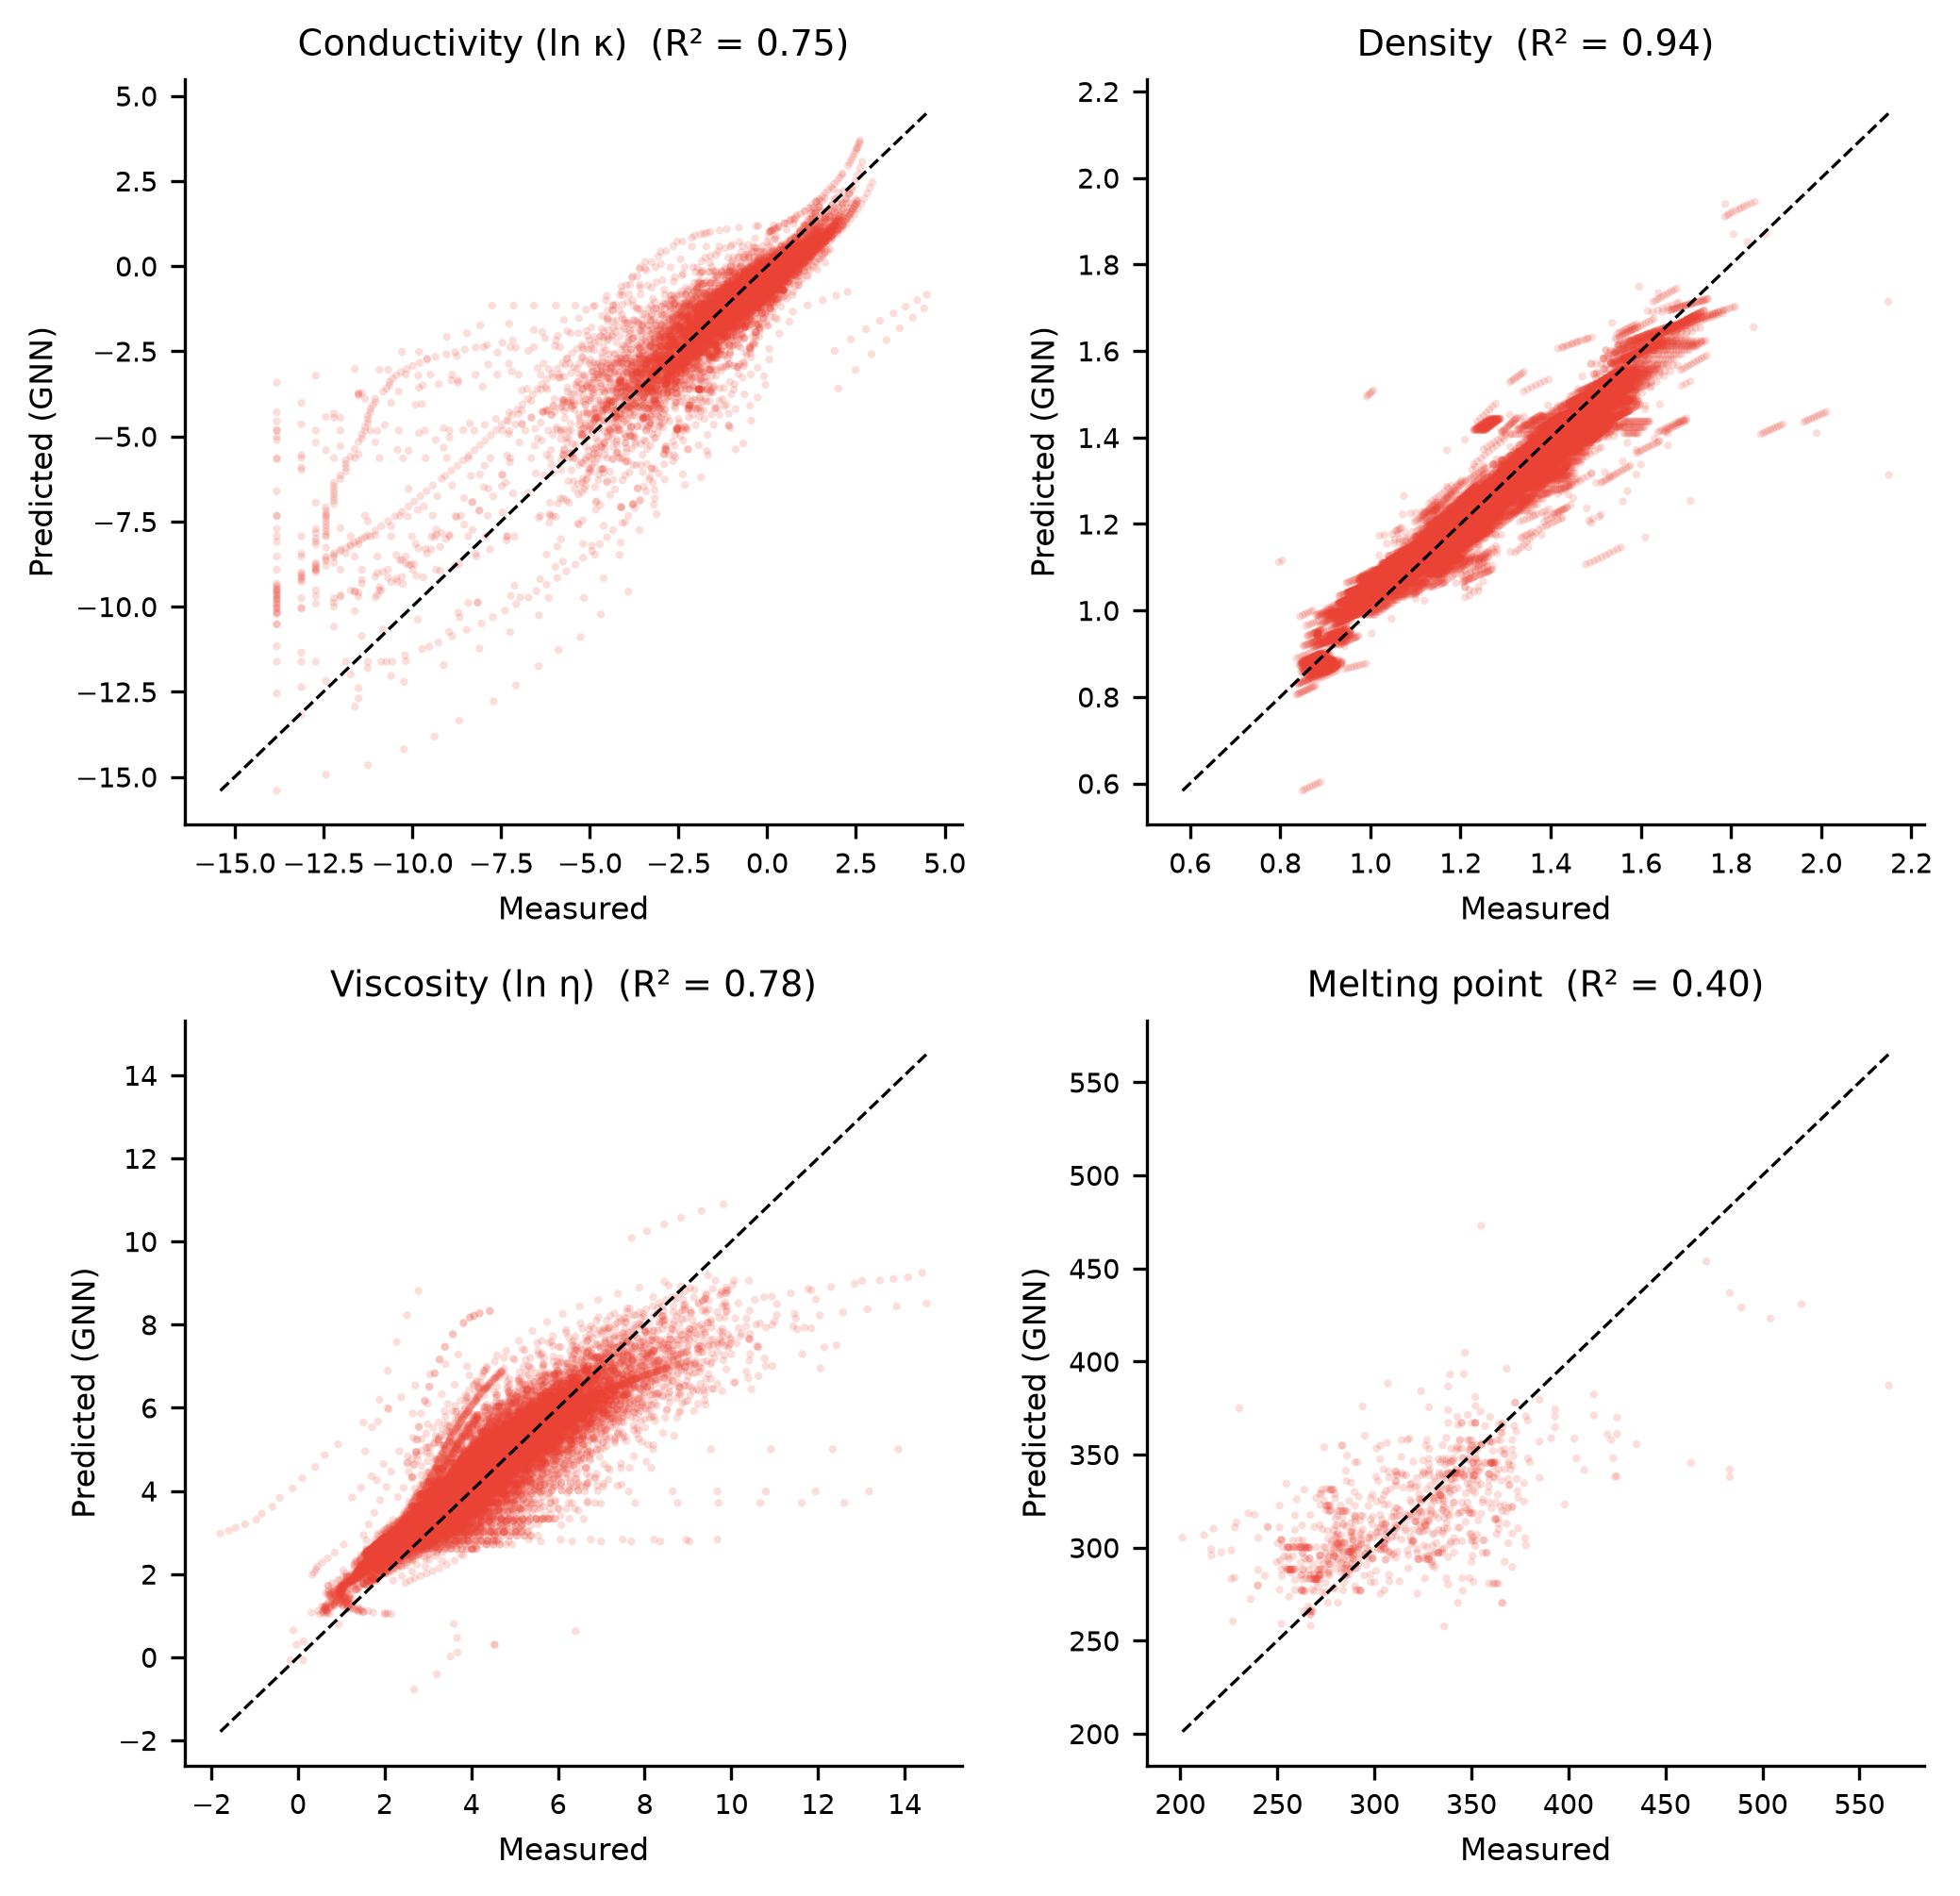 Conductivity (ln κ)  (R² = 0.75)
5.0
2.5
0.0
−2.5
−5.0
−7.5
−10.0
−12.5
−15.0
Predicted (GNN)
−15.0 −12.5 −10.0 −7.5 −5.0 −2.5 0.0 2.5 5.0
Measured
Density  (R² = 0.94)
2.2
2.0
1.8
1.6
1.4
1.2
1.0
0.8
0.6
Predicted (GNN)
0.6 0.8 1.0 1.2 1.4 1.6 1.8 2.0 2.2
Measured
Viscosity (ln η)  (R² = 0.78)
14
12
10
8
6
4
2
0
−2
Predicted (GNN)
−2 0 2 4 6 8 10 12 14
Measured
Melting point  (R² = 0.40)
550
500
450
400
350
300
250
200
Predicted (GNN)
200 250 300 350 400 450 500 550
Measured